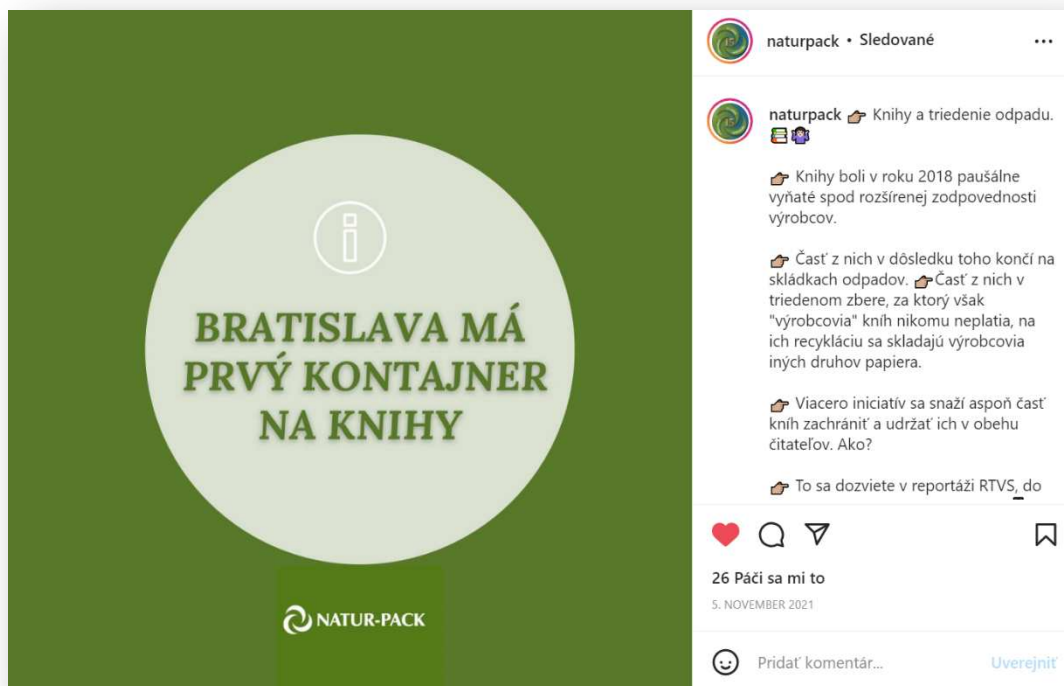 BRATISLAVA MÁ
PRVÝ KONTAJNER
NA KNIHY
NATUR-PACK
naturpack • Sledované
naturpack 👉🏽 Knihy a triedenie odpadu.
📚🤷🏻‍♀️
👉🏽 Knihy boli v roku 2018 paušálne
vyňaté spod rozšírenej zodpovednosti
výrobcov.
👉🏽 Časť z nich v dôsledku toho končí na
skládkach odpadov. 👉🏽Časť z nich v
triedenom zbere, za ktorý však
"výrobcovia" kníh nikomu neplatia, na
ich recykláciu sa skladajú výrobcovia
iných druhov papiera.
👉🏽 Viacero iniciatív sa snaží aspoň časť
kníh zachrániť a udržať ich v obehu
čitateľov. Ako?
👉🏽 To sa dozviete v reportáži RTVS, do
26 Páči sa mi to
5. NOVEMBER 2021
Pridať komentár...
Uverejniť